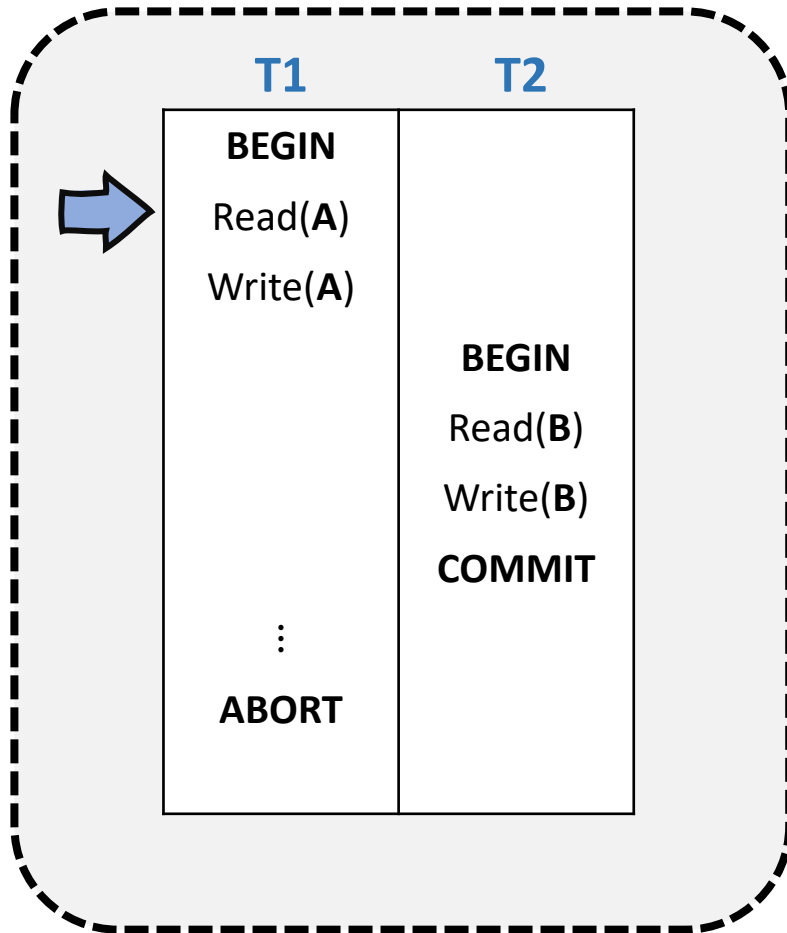 T1 T2
BEGIN
Read(A)
Write(A)
BEGIN
Read(B)
Write(B)
COMMIT
⋮
ABORT